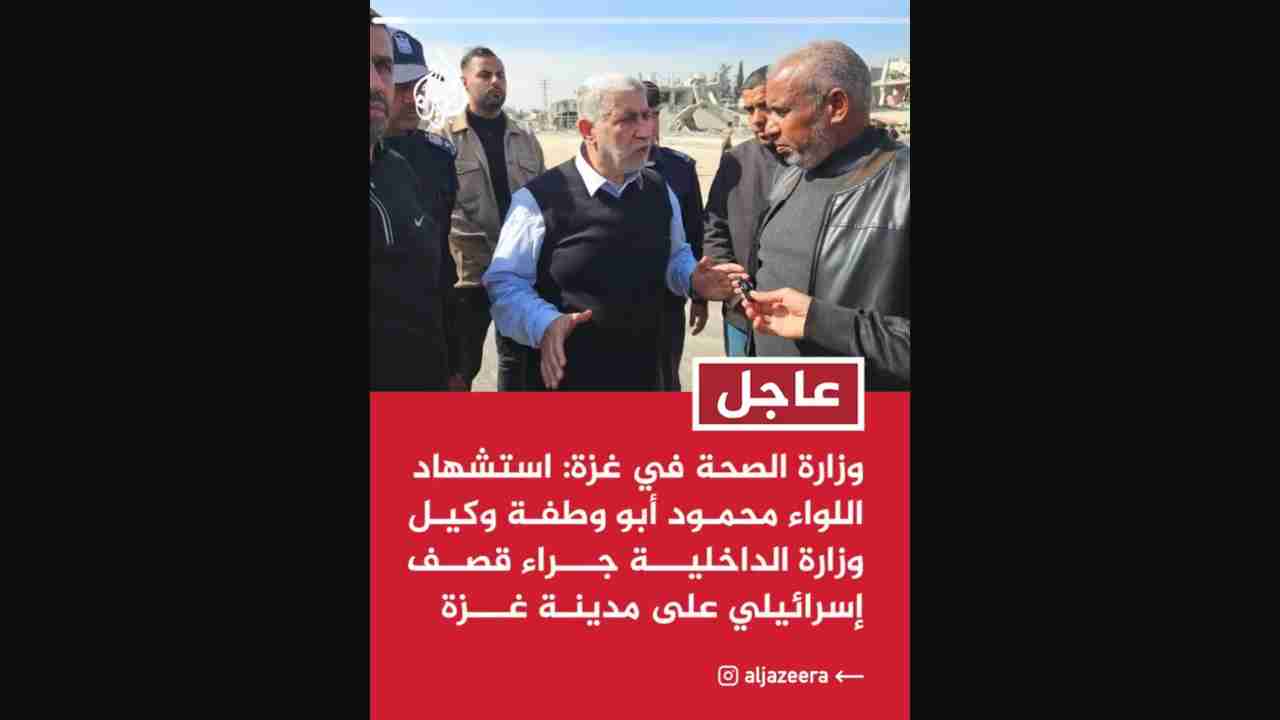 عاجل
وزارة الصحة في غزة: استشهاد
اللواء محمود أبو وطفة وكيل
وزارة الداخلية جراء قصف
إسرائيلي على مدينة غزة
aljazeera